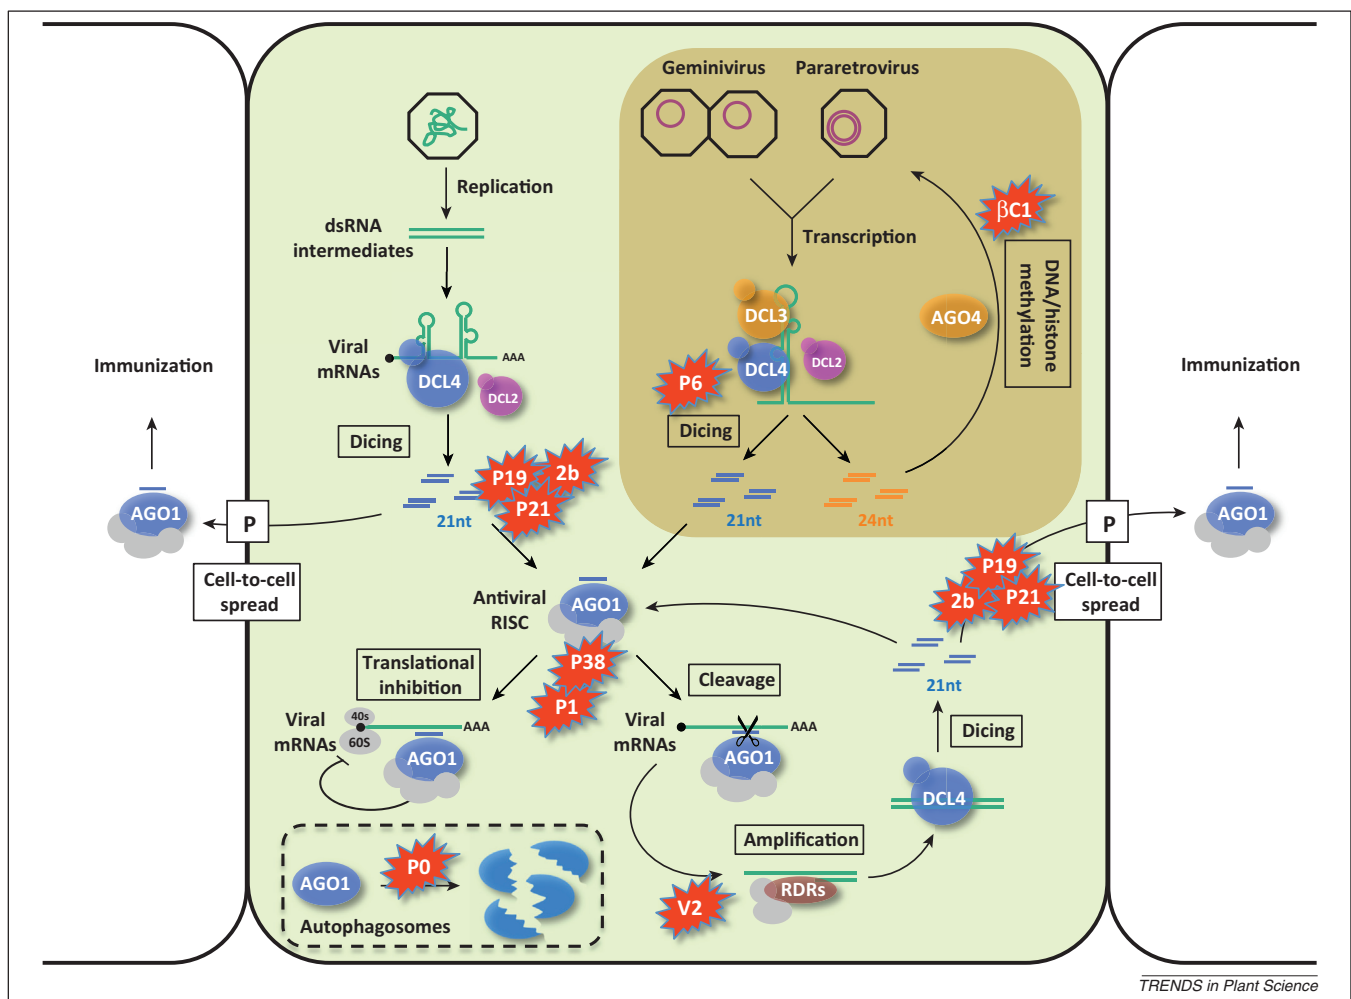 Geminivirus
Pararetrovirus
Replication
dsRNA
intermediates
Transcription
βC1
DNA/histone
methylation
AGO4
DCL3
DCL4
DCL2
P6
Dicing
21nt
24nt
Viral
mRNAs
AAA
DCL4
DCL2
Dicing
P19
2b
P21
21nt
Immunization
AGO1
P
Cell-to-cell
spread
Immunization
AGO1
P
Cell-to-cell
spread
P19
2b
P21
21nt
Dicing
DCL4
Antiviral
RISC
AGO1
P38
P1
Translational
inhibition
Viral
mRNAs
40s
60S
AAA
AGO1
Cleavage
Viral
mRNAs
AAA
AGO1
Amplification
V2
RDRs
AGO1
P0
Autophagosomes
TRENDS in Plant Science